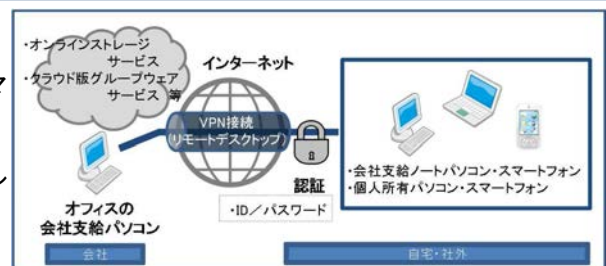 ・オンラインストレージ
サービス
・クラウド版グループウェア
サービス 等
インターネット
VPN接続
(リモートデスクトップ)
認証
・ID／パスワード
オフィスの
会社支給パソコン
・会社支給ノートパソコン・スマートフォン
・個人所有パソコン・スマートフォン
会社
自宅・社外